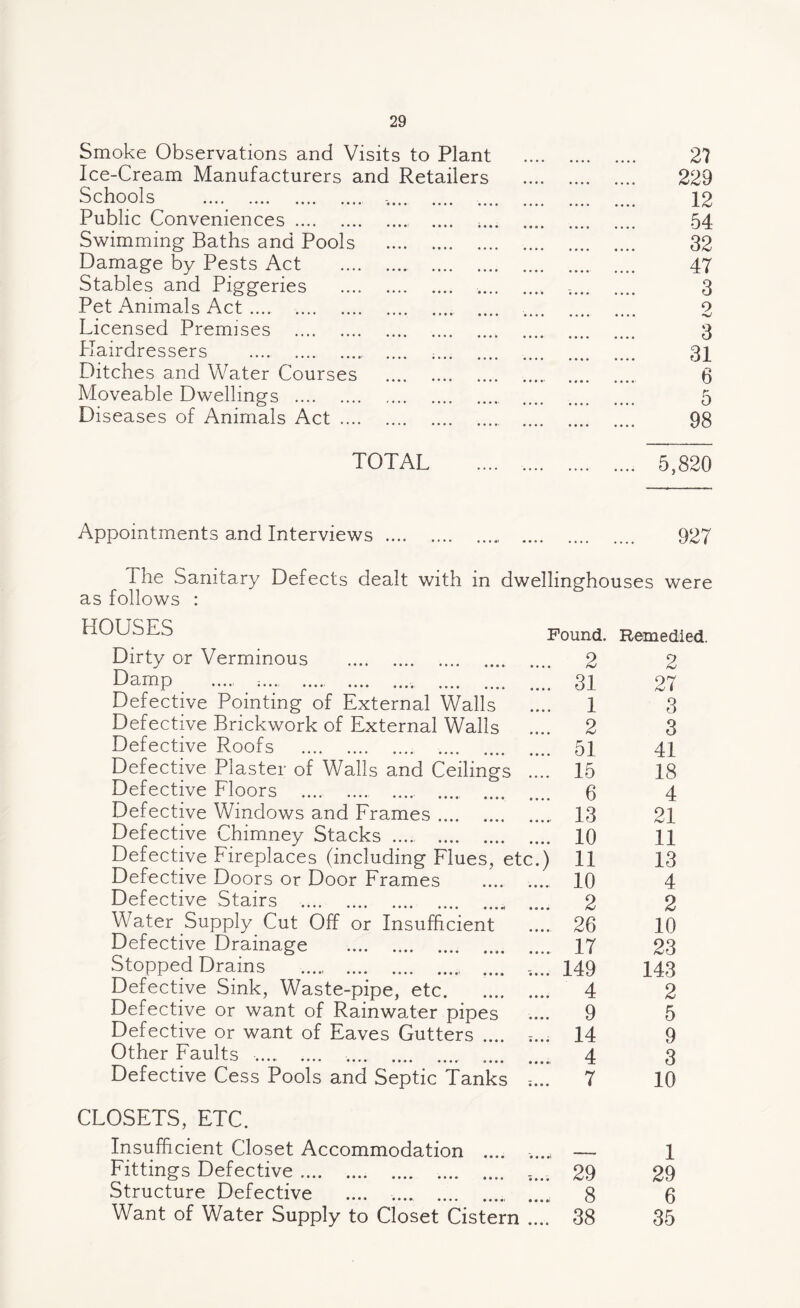 29
Smoke Observations and Visits to Plant .... .... .... 27
Ice-Cream Manufacturers and Retailers .... .... .... 229
Schools .... .... .... .... .... .... .... .... .... .... 12
Public Conveniences .... .... .... .... .... .... .... .... 54
Swimming Baths and Pools .... .... .... .... .... .... 32
Damage by Pests Act .... .... .... .... .... .... .... 47
Stables and Piggeries .... .... .... .... .... .... .... 3
Pet Animals Act .... .... .... .... .... .... .... .... .... 2
Licensed Premises .... .... .... .... .... .... .... .... 3
Hairdressers .... .... .... .... .... .... .... .... .... 31
Ditches and Water Courses .... .... .... .... .... .... 6
Moveable Dwellings .... .... .... .... .... .... .... .... 5
Diseases of Animals Act .... .... .... .... .... .... .... 98
TOTAL .... .... .... .... 5,820
Appointments and Interviews .... .... .... .... .... .... 927
The Sanitary Defects dealt with in dwellinghouses were
as follows :
HOUSES Found. Remedied.
Dirty or Verminous .... .... .... .... .... 2 2
Damp .... .... .... .... .... .... .... .... 31 27
Defective Pointing of External Walls .... 1 3
Defective Brickwork of External Walls .... 2 3
Defective Roofs .... .... .... .... .... .... 51 41
Defective Plaster of Walls and Ceilings .... 15 18
Defective Floors .... .... .... .... .... .... 6 4
Defective Windows and Frames .... .... .... 13 21
Defective Chimney Stacks .... .... .... .... 10 11
Defective Fireplaces (including Flues, etc.) 11 13
Defective Doors or Door Frames .... .... 10 4
Defective Stairs .... .... .... .... .... .... 2 2
Water Supply Cut Off or Insufficient .... 26 10
Defective Drainage .... .... .... .... .... 17 23
Stopped Drains .... .... .... .... .... .... 149 143
Defective Sink, Waste-pipe, etc. .... .... 4 2
Defective or want of Rainwater pipes .... 9 5
Defective or want of Eaves Gutters .... .... 14 9
Other Faults .... .... .... .... .... .... .... 4 3
Defective Cess Pools and Septic Tanks .... 7 10
CLOSETS, ETC.
Insufficient Closet Accommodation .... .... — 1
Fittings Defective .... .... .... .... .... .... 29 29
Structure Defective .... .... .... .... .... 8 6
Want of Water Supply to Closet Cistern .... 38 35